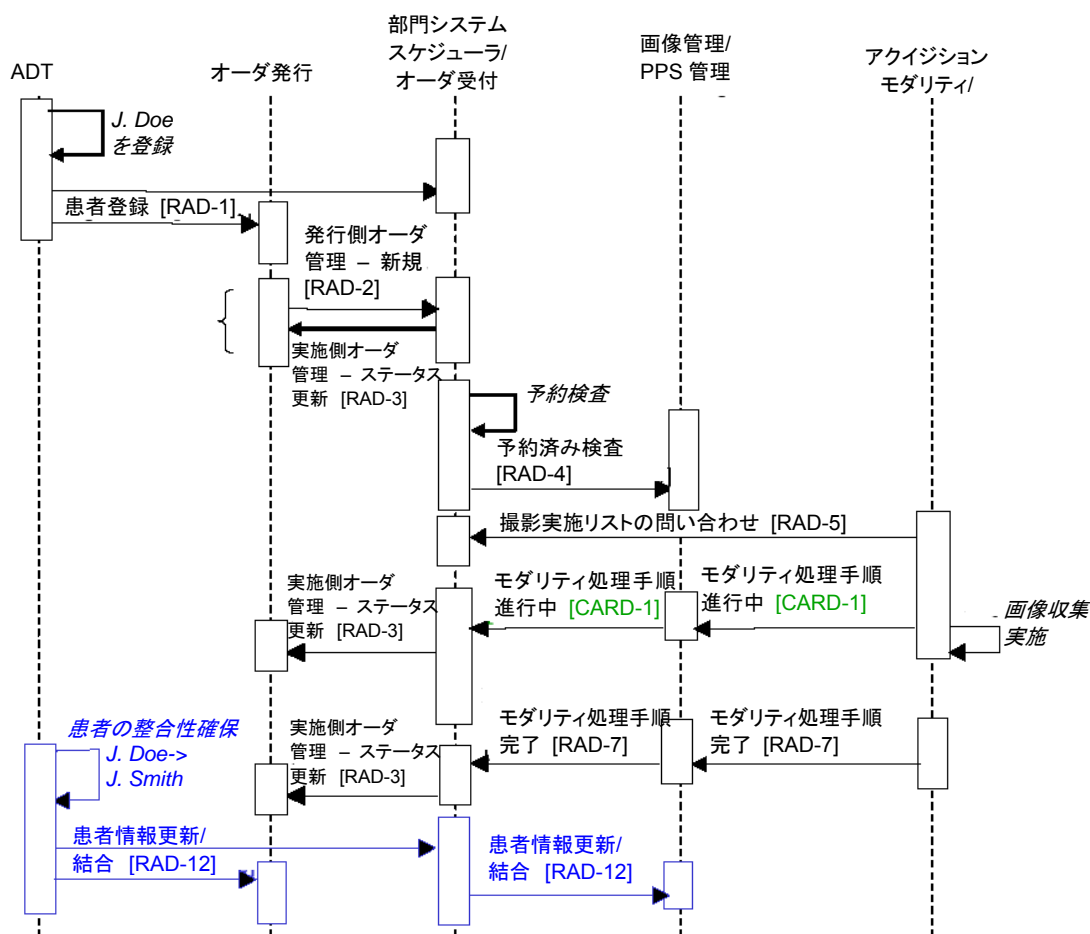 ADT
オーダ発行
部門システム
スケジューラ/
オーダ受付
画像管理/
PPS 管理
アクイジション
モダリティ/
J. Doe
を登録
患者登録 [RAD-1]
発行側オーダ
管理 – 新規
[RAD-2]
実施側オーダ
管理 – ステータス
更新 [RAD-3]
予約検査
予約済み検査
[RAD-4]
撮影実施リストの問い合わせ [RAD-5]
実施側オーダ
管理 – ステータス
更新 [RAD-3]
モダリティ処理手順
進行中 [CARD-1]
モダリティ処理手順
進行中 [CARD-1]
画像収集
実施
患者の整合性確保
J. Doe->
J. Smith
実施側オーダ
管理 – ステータス
更新 [RAD-3]
モダリティ処理手順
完了 [RAD-7]
モダリティ処理手順
完了 [RAD-7]
患者情報更新/
結合 [RAD-12]
患者情報更新/
結合 [RAD-12]